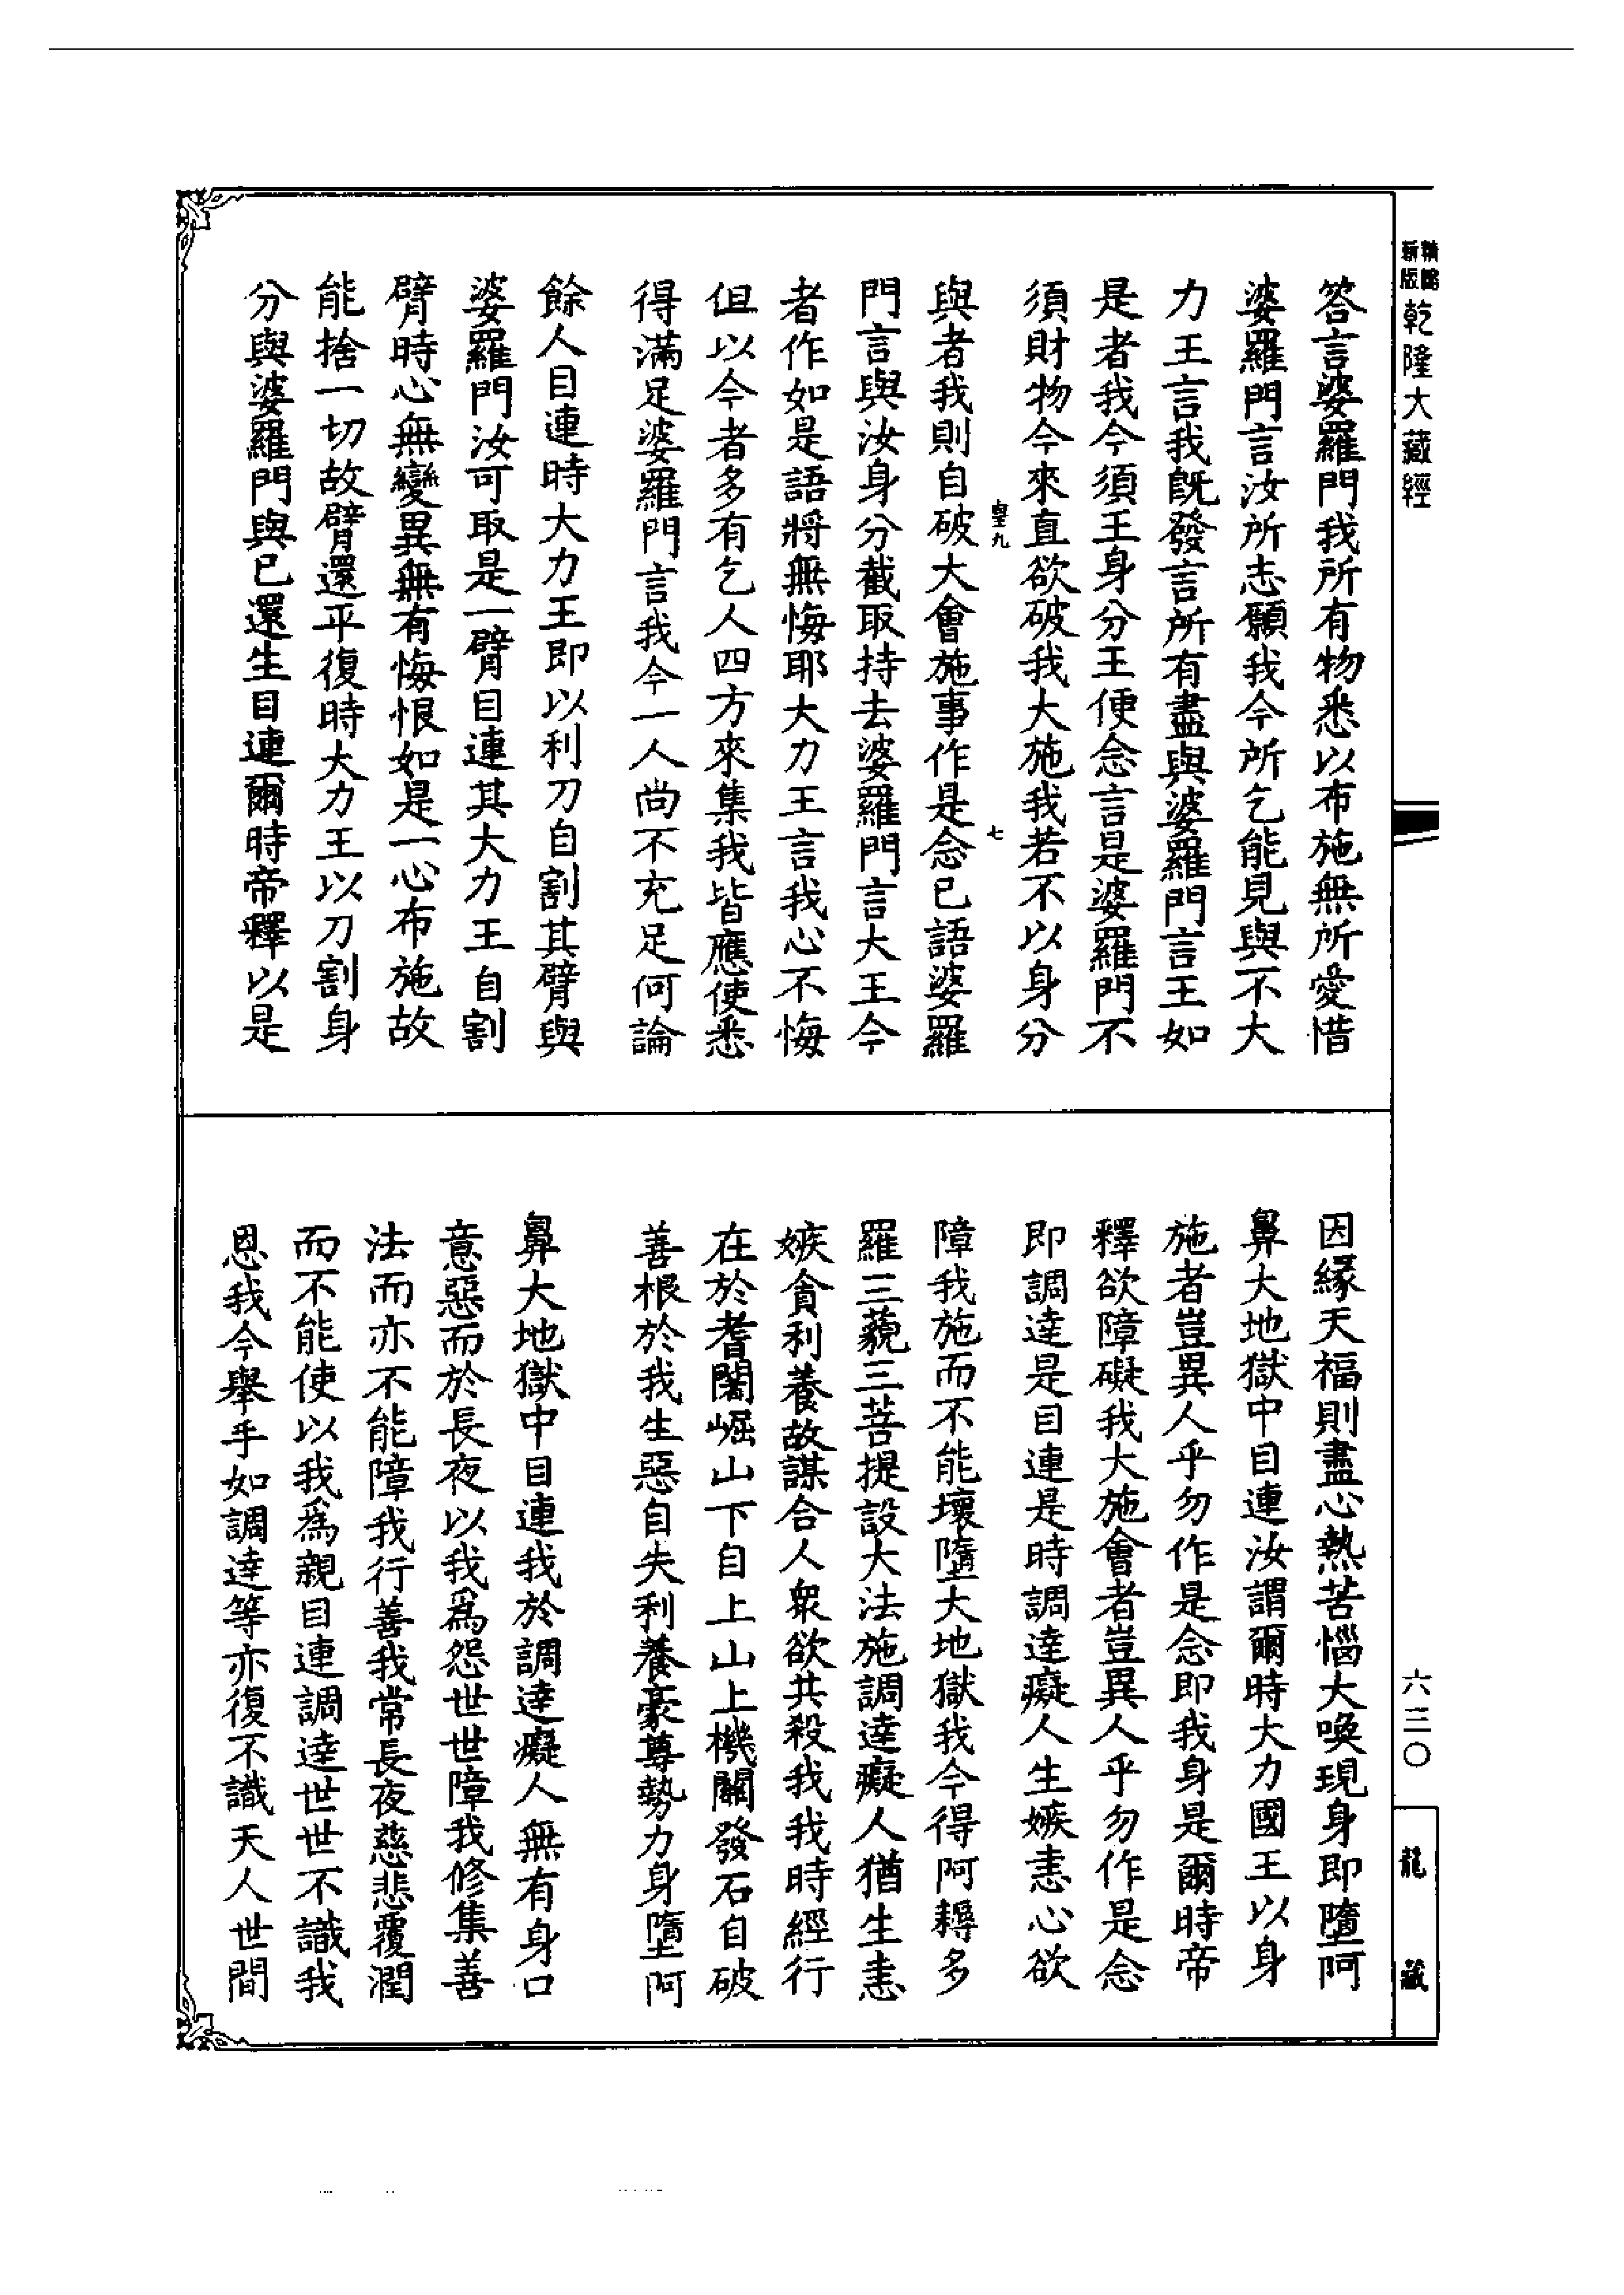 精縮新版乾隆大藏經
答言婆羅門我所有物悉以布施無所愛惜
婆羅門言汝所志願我今所乞能見與不大
力王言我旣發言所有盡與婆羅門言王如
是者我今須王身分王便念言是婆羅門不
須財物今來直欲破我大施我若不以身分
皇九
七
與者我則自破大會施事作是念已語婆羅
門言與汝身分截取持去婆羅門言大王今
者作如是語將無悔耶大力王言我心不悔
但以今者多有乞人四方來集我皆應使悉
得滿足婆羅門言我今一人尚不充足何論
餘人目連時大力王即以利刀自割其臂與
婆羅門汝可取是一臂目連其大力王自割
臂時心無變異無有悔恨如是一心布施故
能捨一切故臂還平復時大力王以刀割身
分與婆羅門與已還生目連爾時帝釋以是
因緣天福則盡心熱苦惱大喚現身即墮阿
鼻大地獄中目連汝謂爾時大力國王以身
施者豈異人乎勿作是念即我身是爾時帝
釋欲障礙我大施會者豈異人乎勿作是念
即調達是目連是時調達癡人生嫉恚心欲
障我施而不能壞墮大地獄我今得阿耨多
羅三藐三菩提設大法施調達癡人猶生恚
嫉貪利養故謀合人衆欲共殺我我時經行
在於耆闍崛山下自上山上機關發石自破
善根於我生惡自失利養豪尊勢力身墮阿
鼻大地獄中目連我於調達癡人無有身口
意惡而於長夜以我爲怨世世障我修集善
法而亦不能障我行善我常長夜慈悲覆潤
而不能使以我爲親目連調達世世不識我
恩我今舉手如調達等亦復不識天人世間
六三〇
龍藏